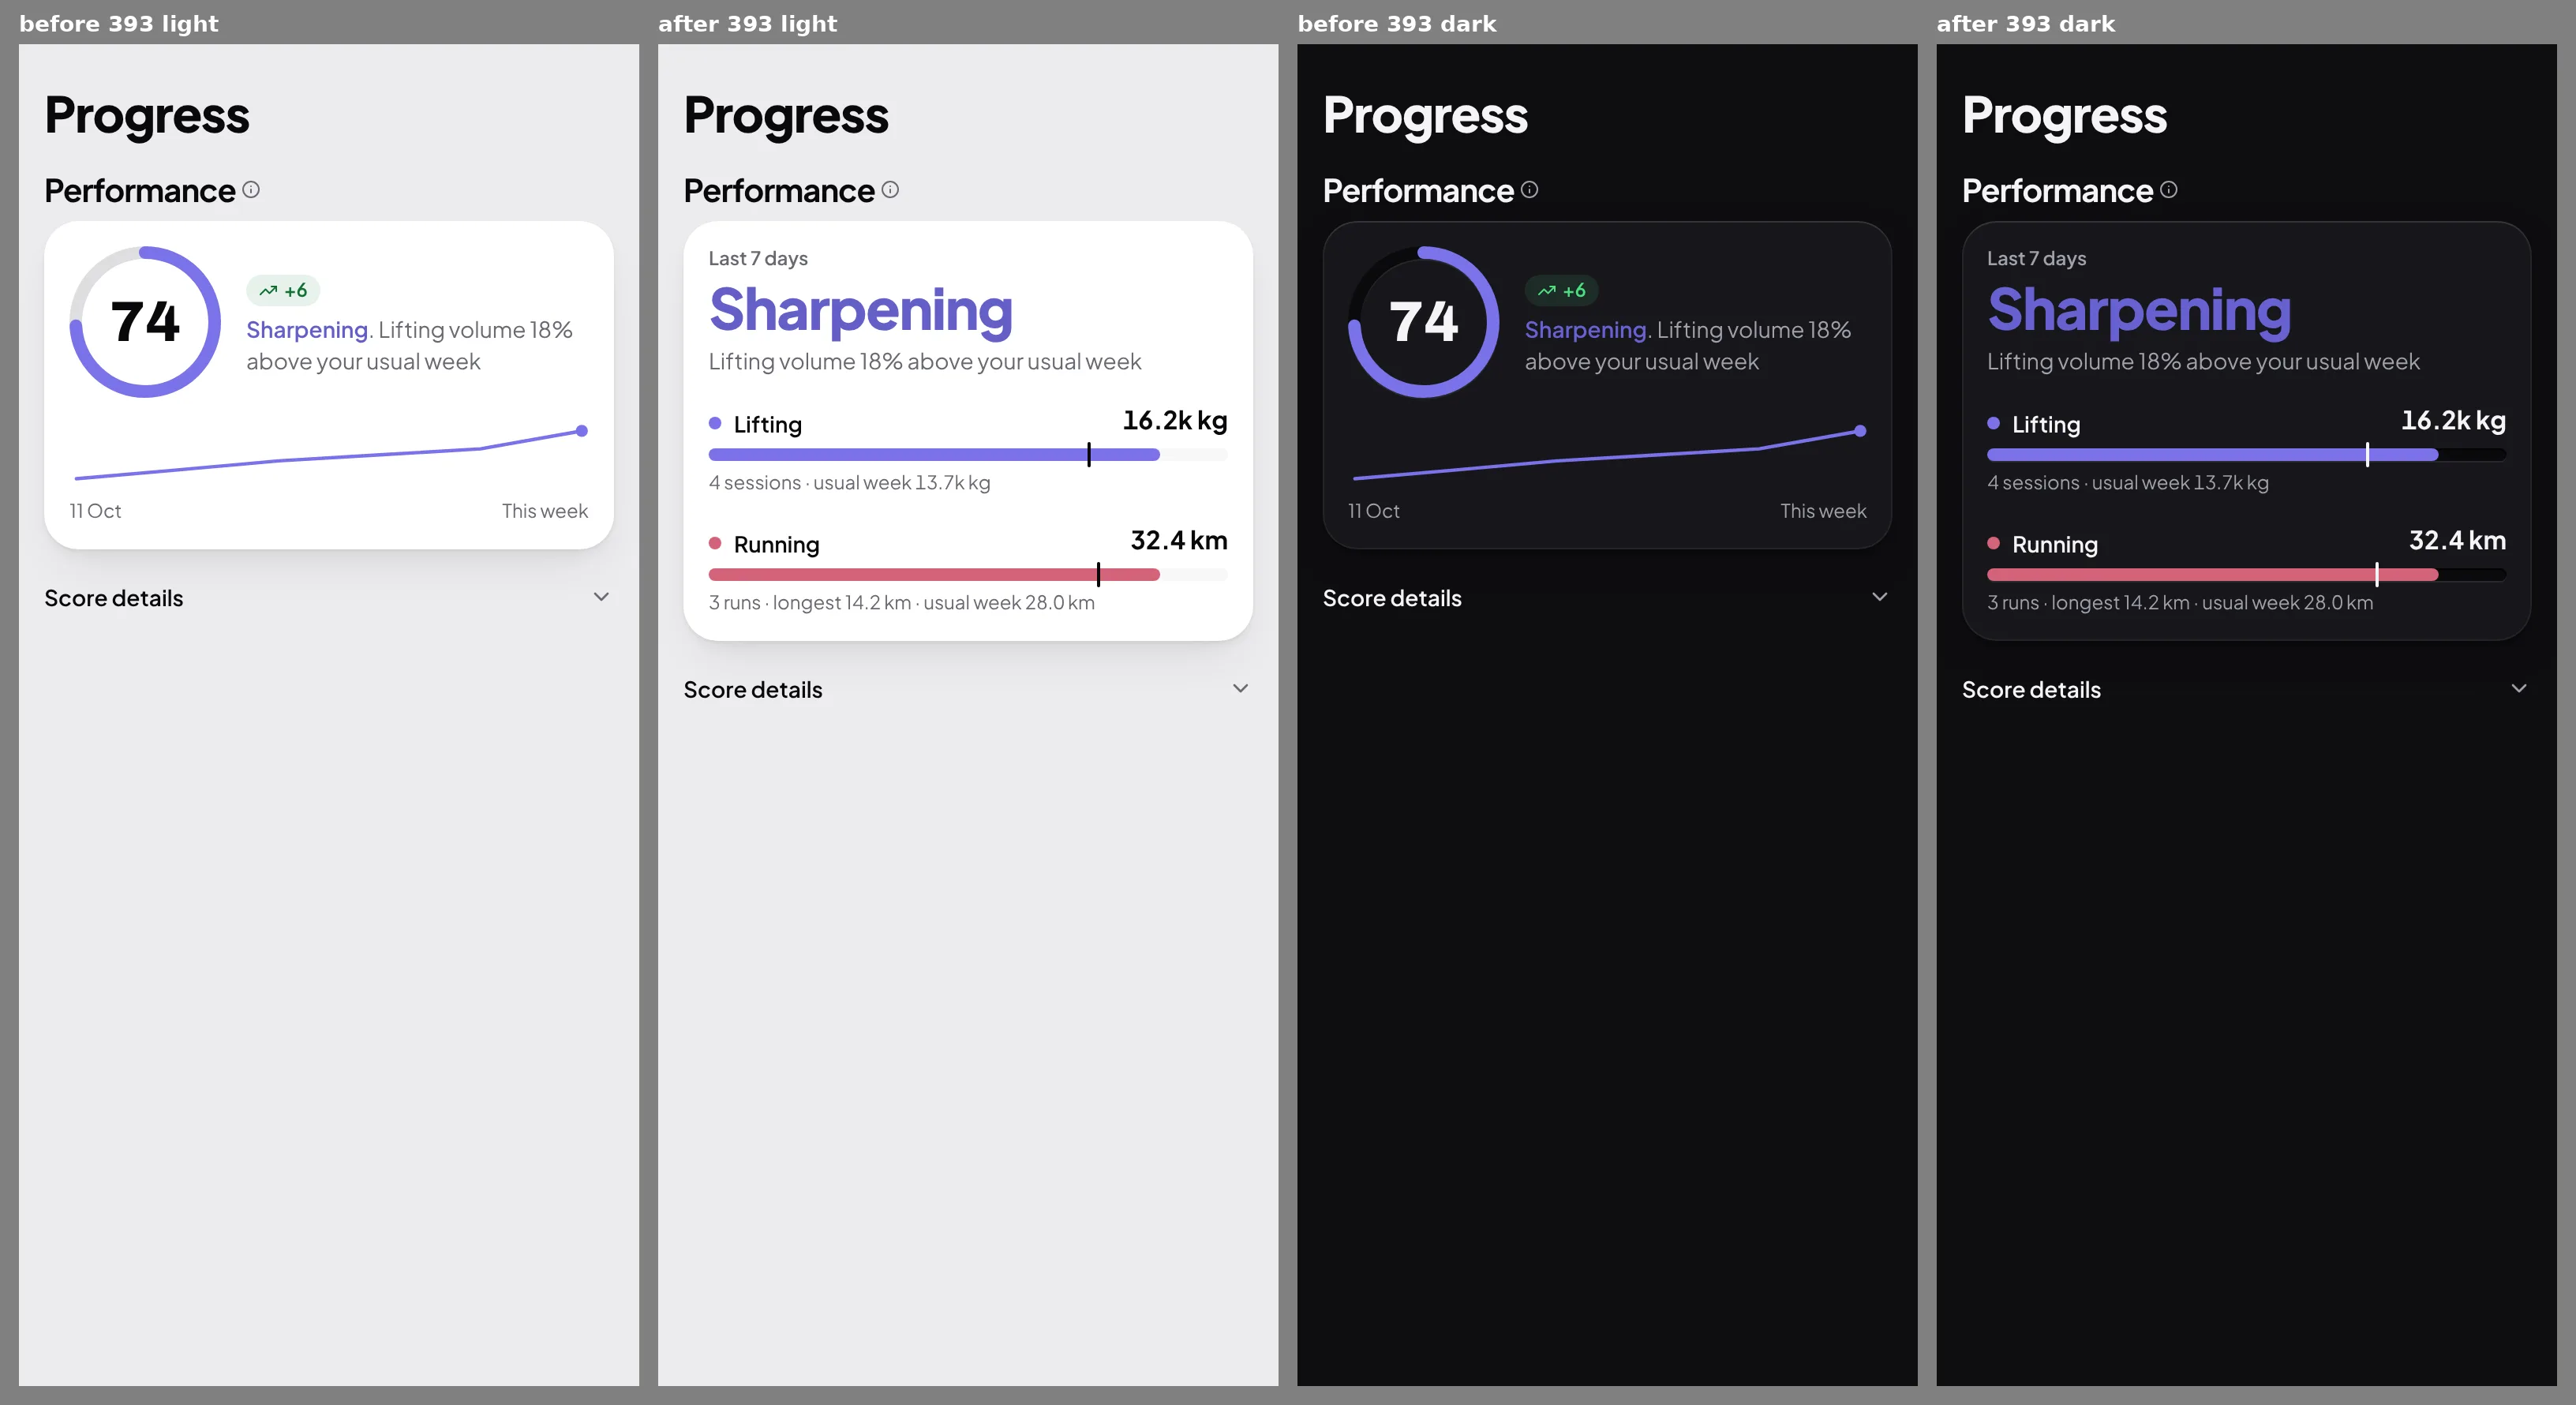 before 393 light
Progress
Performance
74
+6
Sharpening. Lifting volume 18%
above your usual week
11 Oct
This week
Score details
after 393 light
Progress
Performance
Last 7 days
Sharpening
Lifting volume 18% above your usual week
Lifting
16.2k kg
4 sessions · usual week 13.7k kg
Running
32.4 km
3 runs · longest 14.2 km · usual week 28.0 km
Score details
before 393 dark
Progress
Performance
74
+6
Sharpening. Lifting volume 18%
above your usual week
11 Oct
This week
Score details
after 393 dark
Progress
Performance
Last 7 days
Sharpening
Lifting volume 18% above your usual week
Lifting
16.2k kg
4 sessions · usual week 13.7k kg
Running
32.4 km
3 runs · longest 14.2 km · usual week 28.0 km
Score details